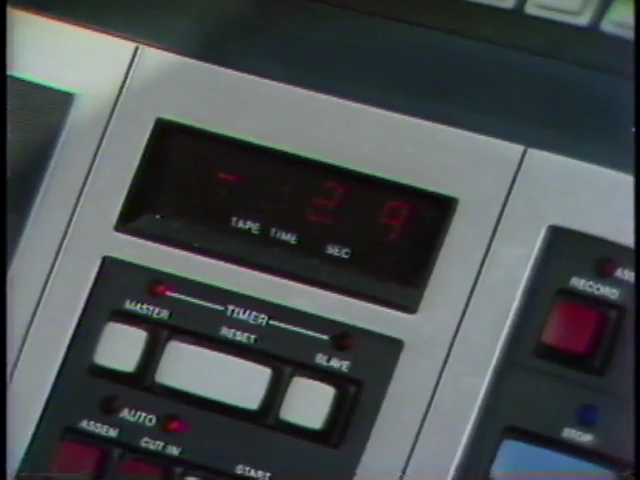 - 29
TAPE TIME SEC
TIMER
MASTER RESET SLAVE
AUTO
ASSEM CUT IN START
RECORD
STOP